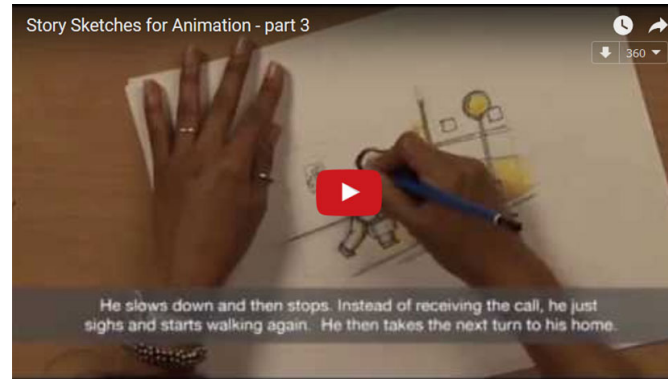 Story Sketches for Animation - part 3
360
He slows down and then stops. Instead of receiving the call, he just
sighs and starts walking again. He then takes the next turn to his home.